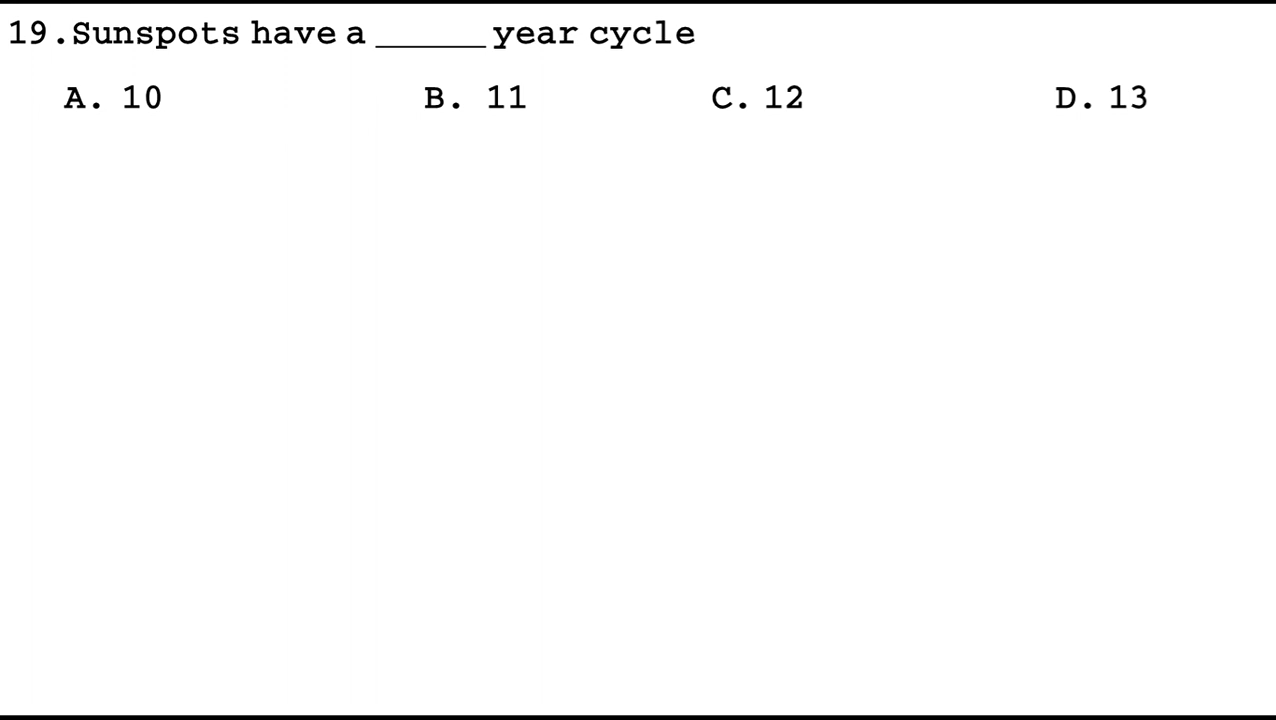 19.Sunspots have a ______ year cycle
A. 10 B. 11 C. 12 D. 13